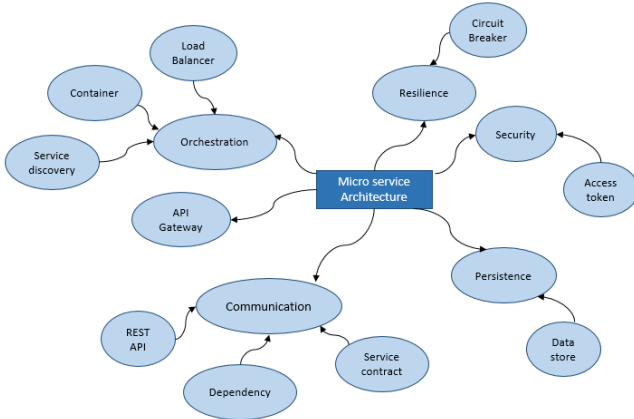 Circuit
Breaker
Load
Balancer
Container
Resilience
Orchestration
Security
Service
discovery
Micro service
Architecture
Access
token
API
Gateway
Persistence
Communication
REST
API
Service
contract
Data
store
Dependency